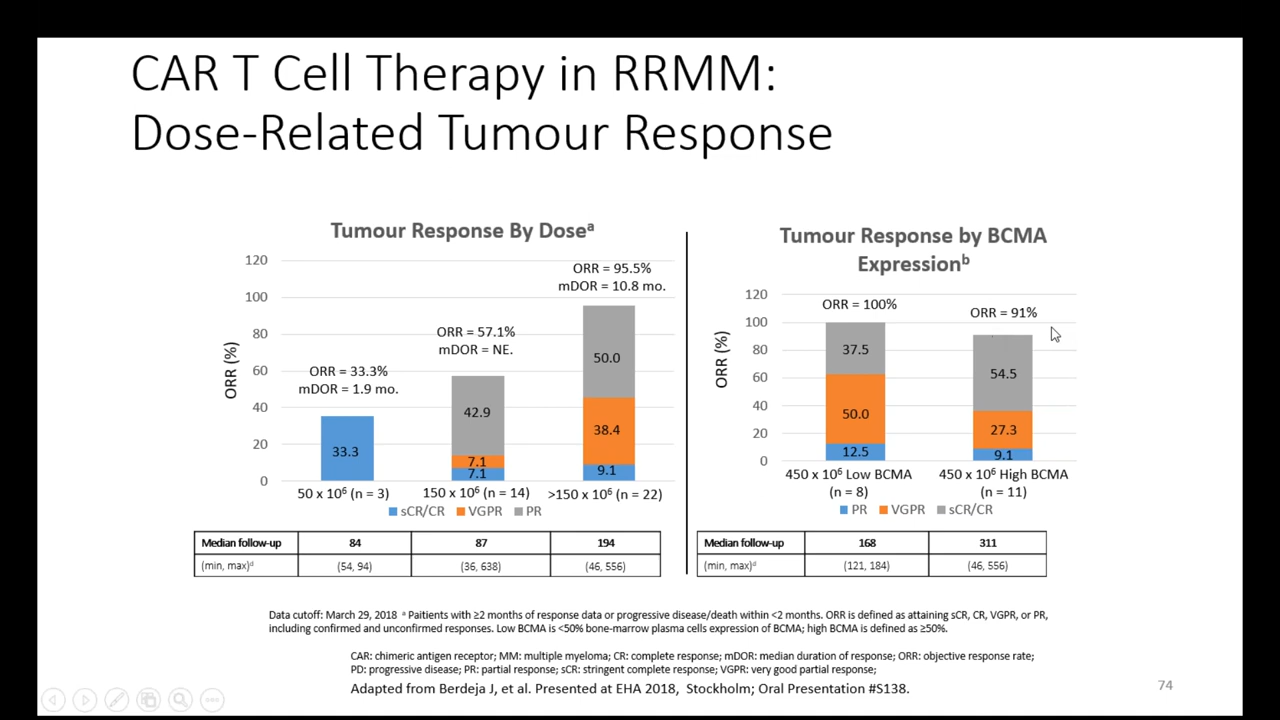 CAR T Cell Therapy in RRMM:
Dose-Related Tumour Response
Tumour Response By Doseᵃ
120
100
80
60
40
20
0
ORR (%)
ORR = 33.3%
mDOR = 1.9 mo.
ORR = 57.1%
mDOR = NE.
ORR = 95.5%
mDOR = 10.8 mo.
33.3
42.9
7.1
7.1
50.0
38.4
9.1
50 x 10⁶ (n = 3)
150 x 10⁶ (n = 14)
>150 x 10⁶ (n = 22)
sCR/CR VGPR PR
Median follow-up 84 87 194
(min, max)ᵈ (54, 94) (36, 638) (46, 556)
Tumour Response by BCMA
Expressionᵇ
120
100
80
60
40
20
0
ORR (%)
ORR = 100%
ORR = 91%
37.5
50.0
12.5
54.5
27.3
9.1
450 x 10⁶ Low BCMA
(n = 8)
450 x 10⁶ High BCMA
(n = 11)
PR VGPR sCR/CR
Median follow-up 168 311
(min, max)ᵈ (121, 184) (46, 556)
Data cutoff: March 29, 2018 ᵃ Paitients with ≥2 months of response data or progressive disease/death within <2 months. ORR is defined as attaining sCR, CR, VGPR, or PR,
including confirmed and unconfirmed responses. Low BCMA is <50% bone-marrow plasma cells expression of BCMA; high BCMA is defined as ≥50%.
CAR: chimeric antigen receptor; MM: multiple myeloma; CR: complete response; mDOR: median duration of response; ORR: objective response rate;
PD: progressive disease; PR: partial response; sCR: stringent complete response; VGPR: very good partial response;
Adapted from Berdeja J, et al. Presented at EHA 2018, Stockholm; Oral Presentation #S138.
74